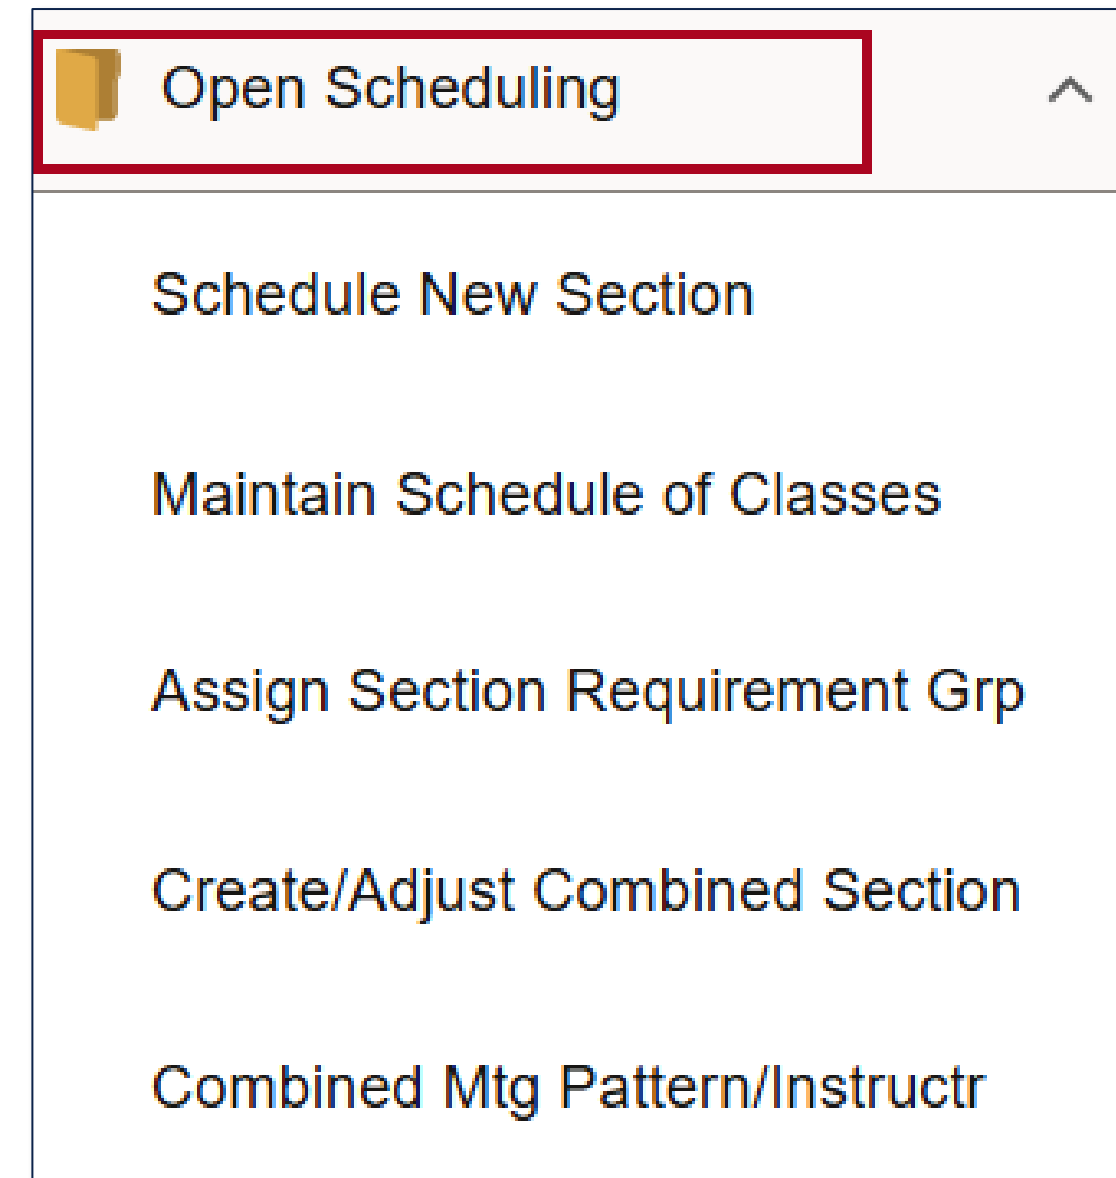 Open Scheduling
Schedule New Section
Maintain Schedule of Classes
Assign Section Requirement Grp
Create/Adjust Combined Section
Combined Mtg Pattern/Instructr